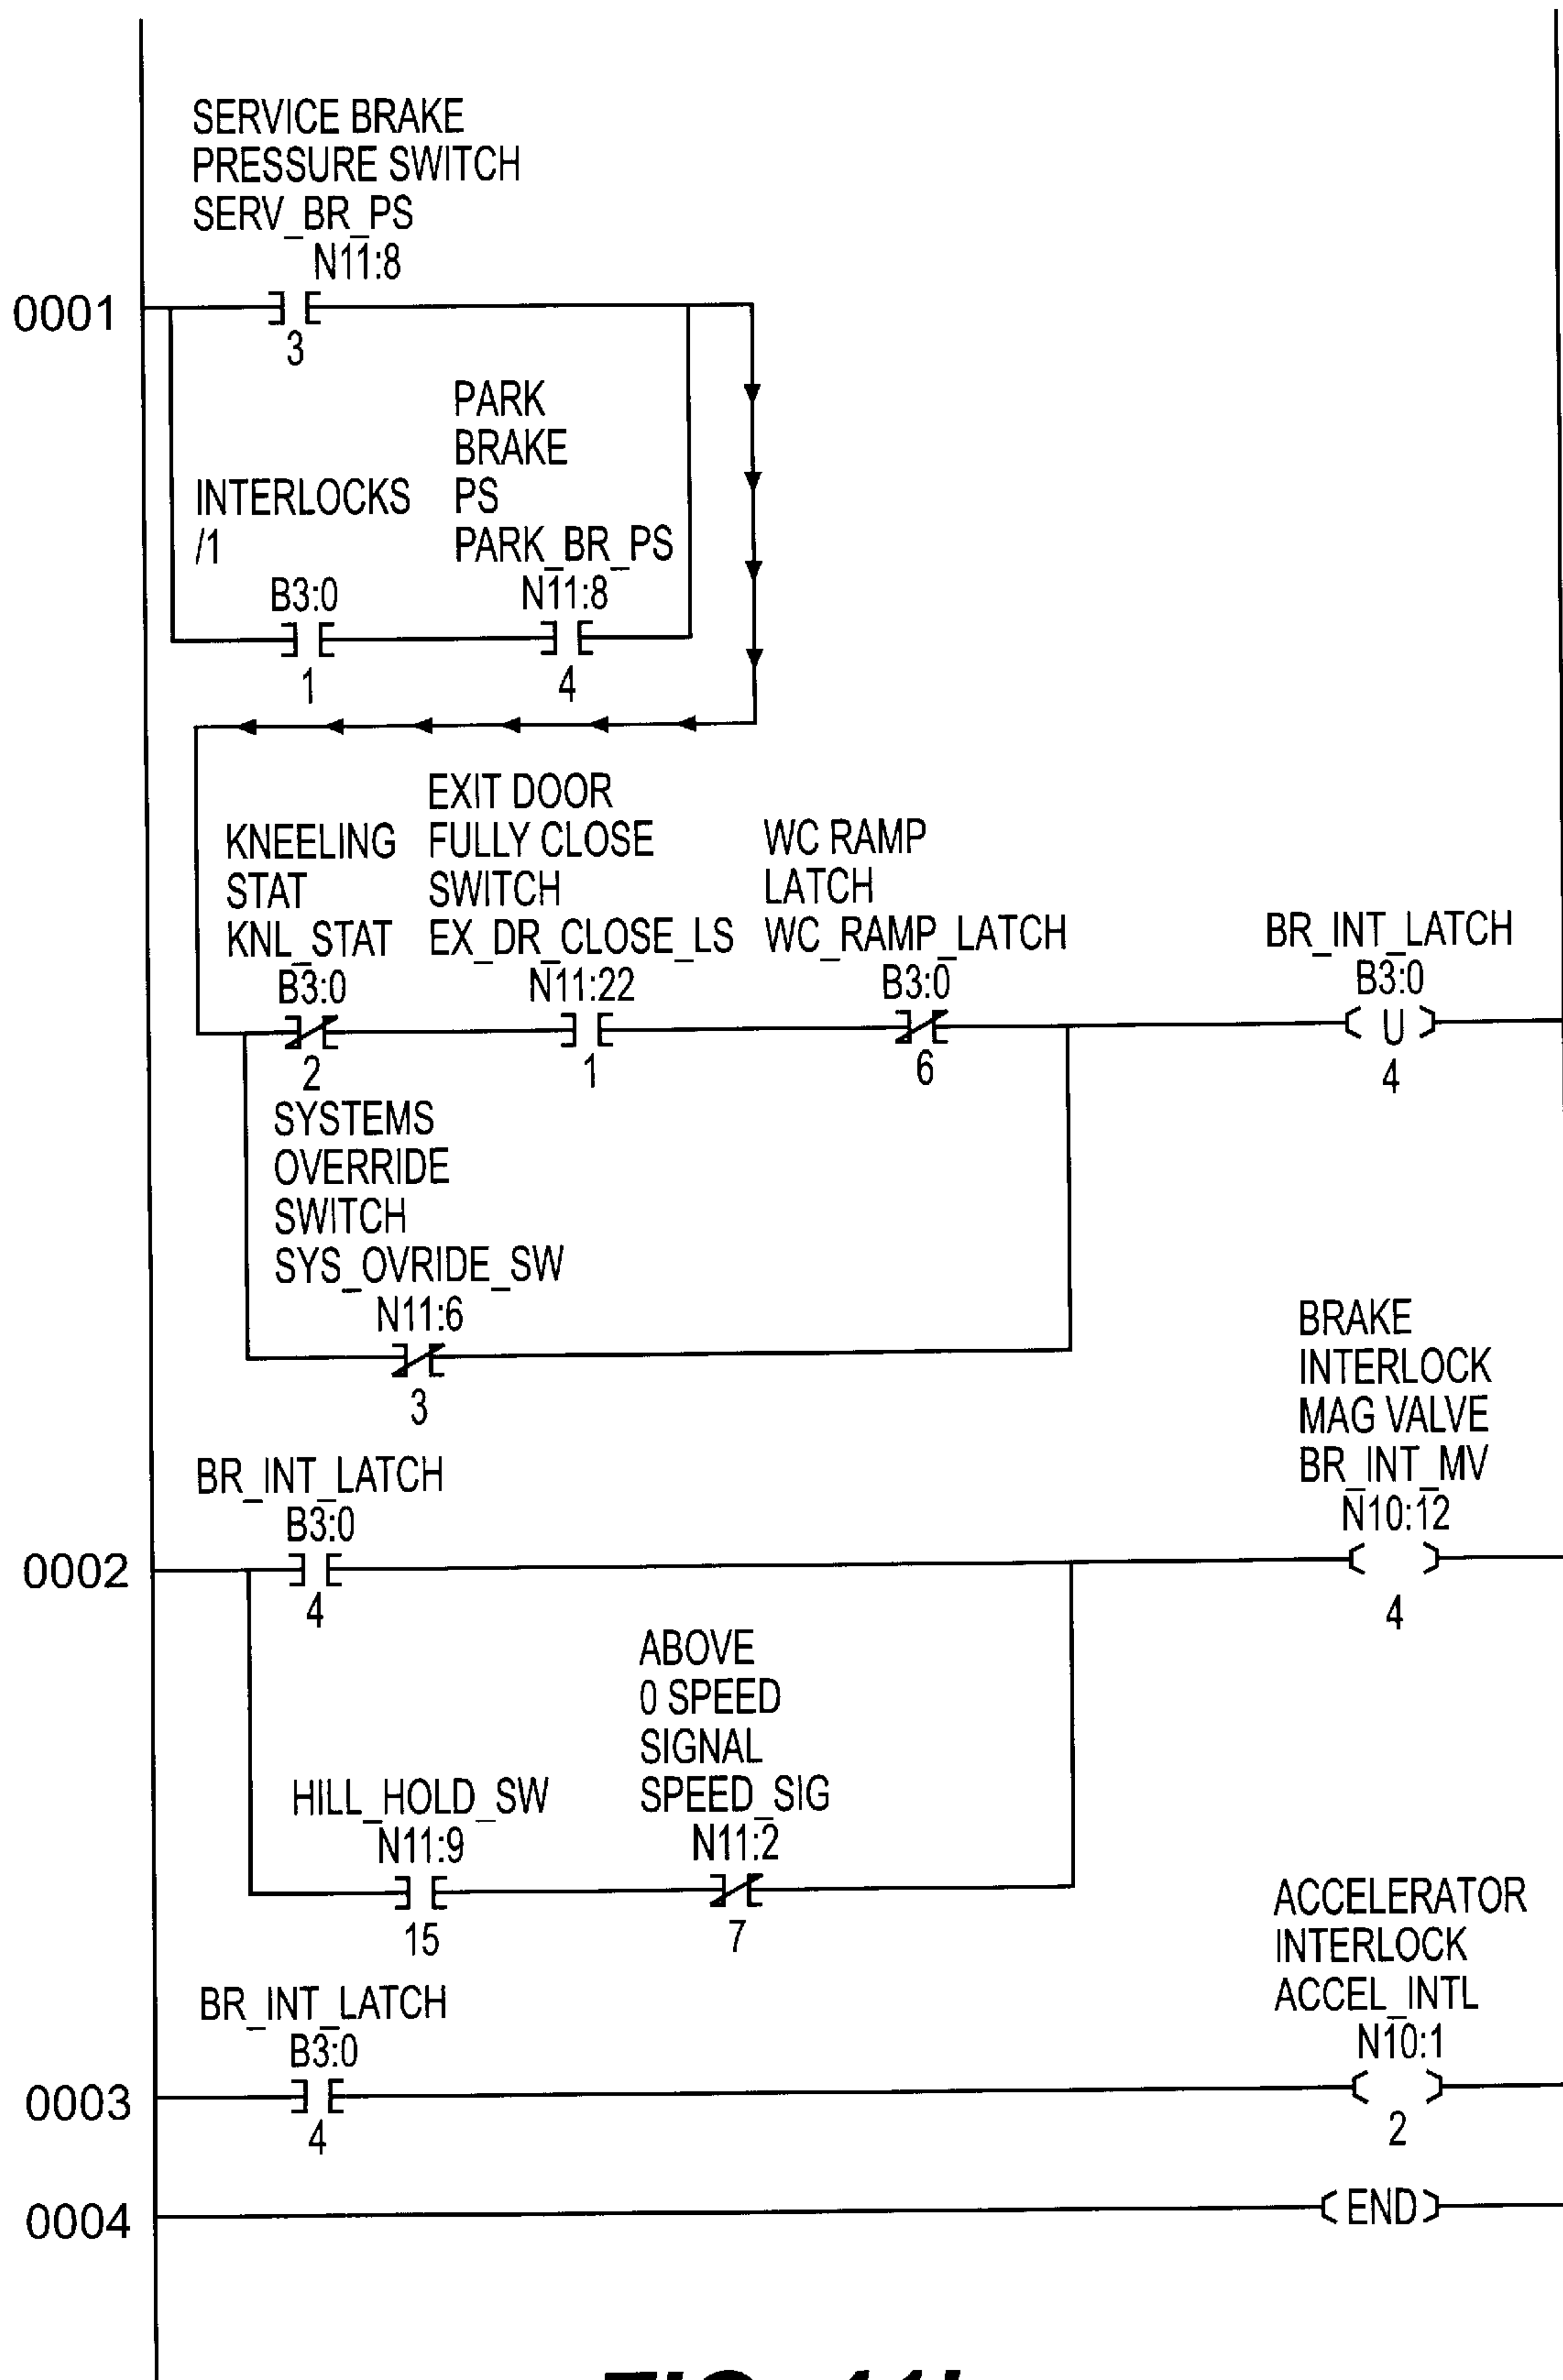 SERVICE BRAKE
PRESSURE SWITCH
SERV_BR_PS
N11:8
0001
3
PARK
BRAKE
PS
PARK_BR_PS
N11:8
4
INTERLOCKS
/1
B3:0
1
KNEELING
STAT
KNL_STAT
B3:0
2
EXIT DOOR
FULLY CLOSE
SWITCH
EX_DR_CLOSE_LS
N11:22
1
WC RAMP
LATCH
WC_RAMP_LATCH
B3:0
6
BR_INT_LATCH
B3:0
U
4
SYSTEMS
OVERRIDE
SWITCH
SYS_OVRIDE_SW
N11:6
3
BR_INT_LATCH
B3:0
0002
4
BRAKE
INTERLOCK
MAG VALVE
BR_INT_MV
N10:12
4
HILL_HOLD_SW
N11:9
15
ABOVE
0 SPEED
SIGNAL
SPEED_SIG
N11:2
7
BR_INT_LATCH
B3:0
0003
4
ACCELERATOR
INTERLOCK
ACCEL_INTL
N10:1
2
0004
END